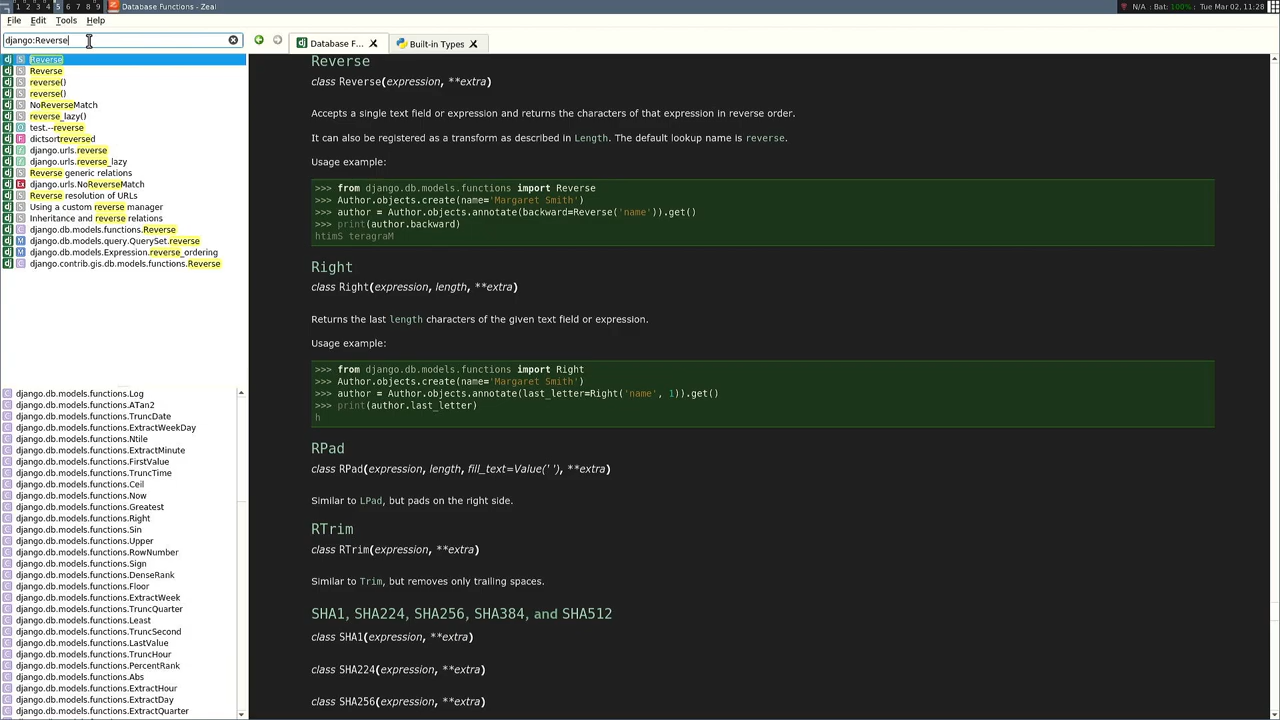 1 2 3 4 5 6 7 8 9 Database Functions - Zeal N/A : Bat: 100% : Tue Mar 02, 11:28
File Edit Tools Help
django:Reverse
Database F... Built-in Types
Reverse
Reverse
reverse()
reverse()
NoReverseMatch
reverse_lazy()
test.--reverse
dictsortreversed
django.urls.reverse
django.urls.reverse_lazy
Reverse generic relations
django.urls.NoReverseMatch
Reverse resolution of URLs
Using a custom reverse manager
Inheritance and reverse relations
django.db.models.functions.Reverse
django.db.models.query.QuerySet.reverse
django.db.models.Expression.reverse_ordering
django.contrib.gis.db.models.functions.Reverse
django.db.models.functions.Log
django.db.models.functions.ATan2
django.db.models.functions.TruncDate
django.db.models.functions.ExtractWeekDay
django.db.models.functions.Ntile
django.db.models.functions.ExtractMinute
django.db.models.functions.FirstValue
django.db.models.functions.TruncTime
django.db.models.functions.Ceil
django.db.models.functions.Now
django.db.models.functions.Greatest
django.db.models.functions.Right
django.db.models.functions.Sin
django.db.models.functions.Upper
django.db.models.functions.RowNumber
django.db.models.functions.Sign
django.db.models.functions.DenseRank
django.db.models.functions.Floor
django.db.models.functions.ExtractWeek
django.db.models.functions.TruncQuarter
django.db.models.functions.Least
django.db.models.functions.TruncSecond
django.db.models.functions.LastValue
django.db.models.functions.TruncHour
django.db.models.functions.PercentRank
django.db.models.functions.Abs
django.db.models.functions.ExtractHour
django.db.models.functions.ExtractDay
django.db.models.functions.ExtractQuarter
Reverse
class Reverse(expression, **extra)
Accepts a single text field or expression and returns the characters of that expression in reverse order.
It can also be registered as a transform as described in Length. The default lookup name is reverse.
Usage example:
>>> from django.db.models.functions import Reverse
>>> Author.objects.create(name='Margaret Smith')
>>> author = Author.objects.annotate(backward=Reverse('name')).get()
>>> print(author.backward)
htimS teragraM
Right
class Right(expression, length, **extra)
Returns the last length characters of the given text field or expression.
Usage example:
>>> from django.db.models.functions import Right
>>> Author.objects.create(name='Margaret Smith')
>>> author = Author.objects.annotate(last_letter=Right('name', 1)).get()
>>> print(author.last_letter)
h
RPad
class RPad(expression, length, fill_text=Value(' '), **extra)
Similar to LPad, but pads on the right side.
RTrim
class RTrim(expression, **extra)
Similar to Trim, but removes only trailing spaces.
SHA1, SHA224, SHA256, SHA384, and SHA512
class SHA1(expression, **extra)
class SHA224(expression, **extra)
class SHA256(expression, **extra)